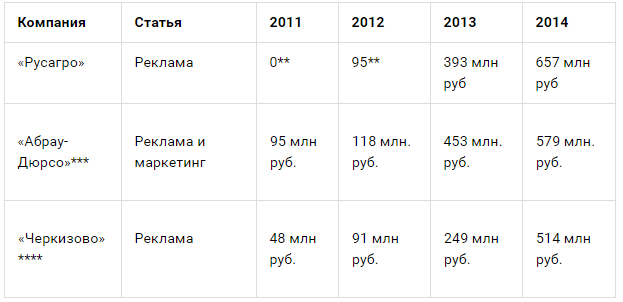 Компания Статья 2011 2012 2013 2014
«Русагро» Реклама 0** 95** 393 млн 657 млн
руб руб
«Абрау- Реклама и 95 млн 118 млн. 453 млн. 579 млн.
Дюрсо»*** маркетинг руб. руб. руб. руб.
«Черкизово» Реклама 48 млн 91 млн 249 млн 514 млн
**** руб. руб. руб. руб.